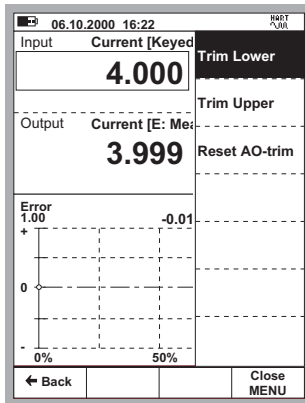 06.10.2000 16:22 HART
Input Current [Keyed
4.000
Output Current [E: Mea
3.999
Error
1.00 -0.01
+
0
-
0% 50%
Trim Lower
Trim Upper
Reset AO-trim
← Back
Close
MENU